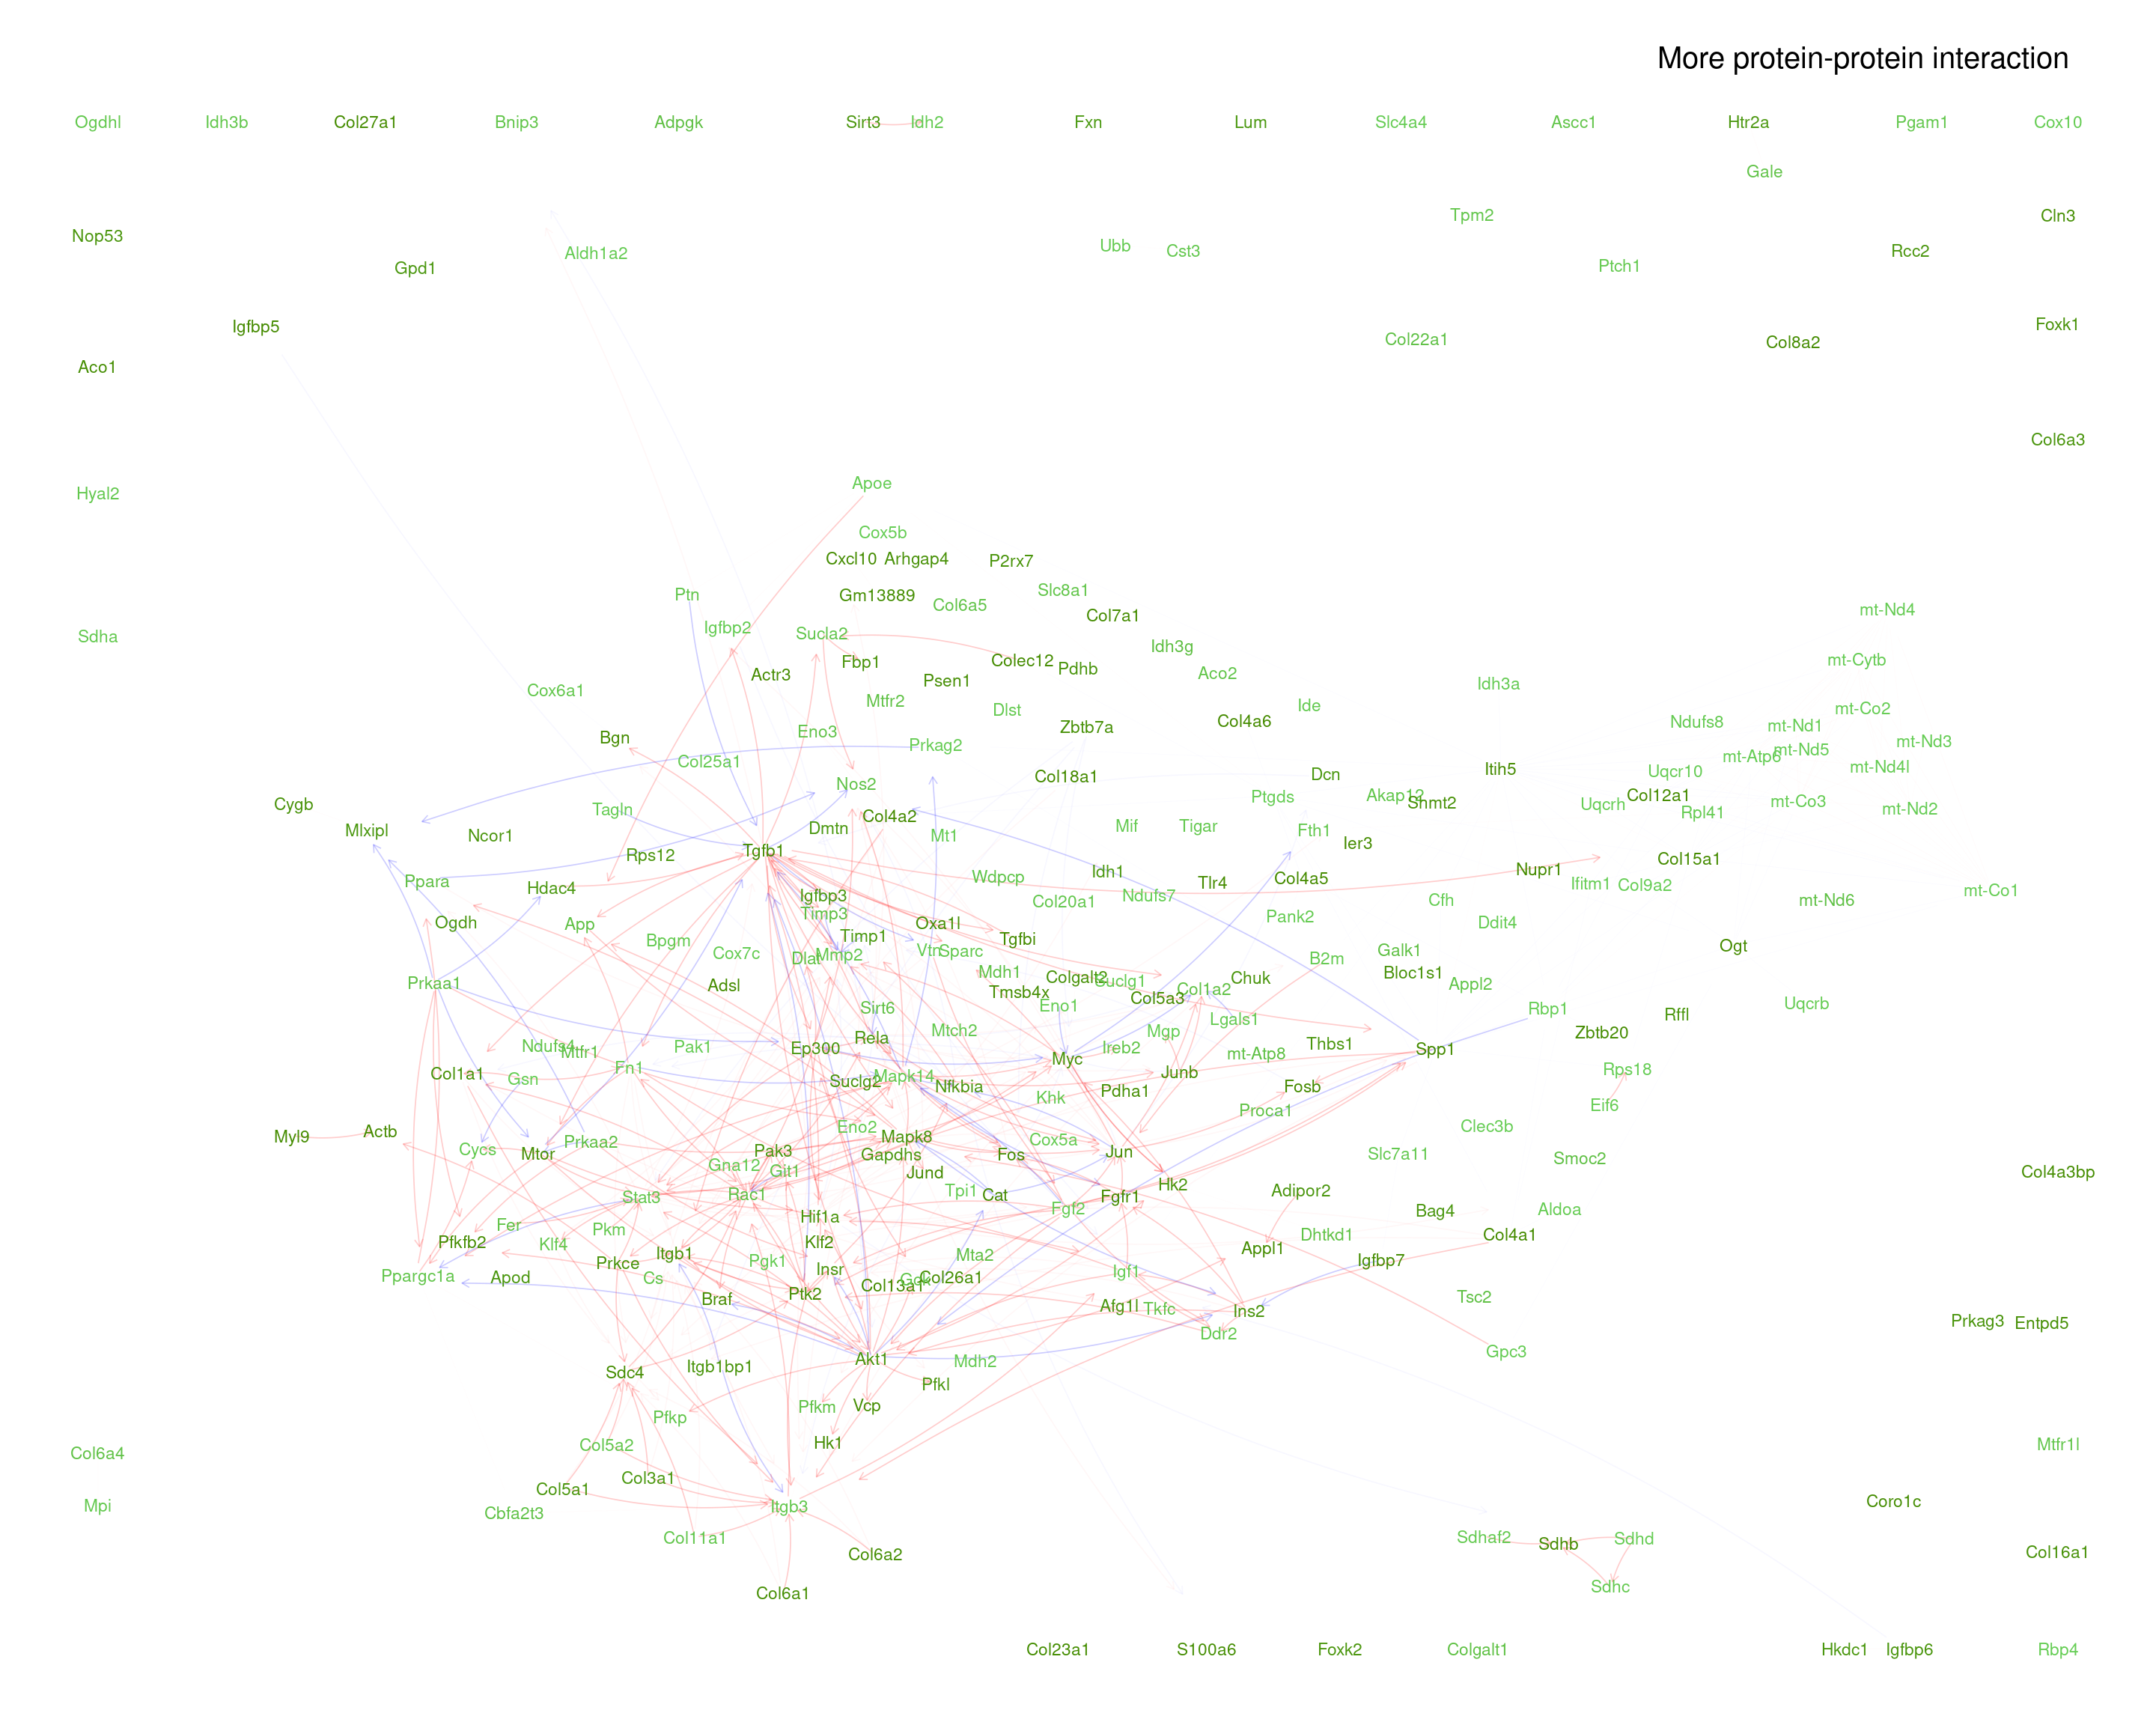 More protein-protein interaction
Ogdhl Idh3b Col27a1 Bnip3 Adpgk Sirt3 Idh2 Fxn Lum Slc4a4 Ascc1 Htr2a Pgam1 Cox10
Gale
Tpm2 Cln3
Nop53 Ubb Cst3 Rcc2
Gpd1 Aldh1a2 Ptch1
Igfbp5 Foxk1
Col22a1 Col8a2
Aco1
Col6a3
Hyal2 Apoe
Cox5b
Cxcl10 Arhgap4 P2rx7
Ptn Gm13889 Col6a5 Slc8a1
Col7a1 mt-Nd4
Sdha Igfbp2 Sucla2 Idh3g
Fbp1 Colec12 Pdhb mt-Cytb
Actr3 Psen1 Aco2
Cox6a1 Mtfr2 Idh3a
Dlst Col4a6 Ide Ndufs8 mt-Nd1 mt-Co2
Bgn Eno3 Prkag2 Zbtb7a mt-Nd3
Col25a1 mt-Atp6 mt-Nd5
Nos2 Col18a1 Dcn Itih5 Uqcr10 mt-Nd4l
Cygb Tagln Ptgds Akap12 Shmt2 Uqcrh Col12a1 mt-Co3
Col4a2 Rpl41 mt-Nd2
Mlxipl Ncor1 Dmtn Mt1 Mif Tigar Fth1
Rps12 Tgfb1 Ier3 Col15a1
Ppara Hdac4 Wdpcp Idh1 Tlr4 Col4a5 Nupr1 Ifitm1 Col9a2 mt-Co1
Igfbp3 Col20a1 Ndufs7 Cfh mt-Nd6
Ogdh App Timp3 Oxa1l Pank2 Ddit4
Bpgm Timp1 Tgfbi Ogt
Cox7c Dlat Mmp2 Vtn Sparc B2m Galk1
Prkaa1 Adsl Mdh1 Colgalt2 Suclg1 Chuk Bloc1s1 Appl2
Tmsb4x Col5a3 Col1a2
Sirt6 Eno1 Rbp1 Rffl Uqcrb
Mtch2 Mgp Lgals1 Zbtb20
Ndufs4 Mtfr1 Pak1 Ep300 Rela Ireb2 mt-Atp8 Thbs1 Spp1
Fn1 Myc
Col1a1 Gsn Suclg2 Mapk14 Nfkbia Junb Fosb Rps18
Khk Pdha1 Proca1 Eif6
Myl9 Actb Prkaa2 Eno2 Mapk8 Cox5a Clec3b
Cycs Mtor Pak3 Gapdhs Fos Jun Slc7a11 Smoc2
Gna12 Git1 Jund Col4a3bp
Stat3 Rac1 Tpi1 Cat Fgfr1 Hk2 Adipor2
Fer Pkm Hif1a Fgf2 Bag4 Aldoa
Pfkfb2 Klf4 Itgb1 Klf2 Mta2 Appl1 Dhtkd1 Col4a1
Prkce Pgk1 Insr Igfbp7
Ppargc1a Apod Cs Col13a1 Gck Col26a1 Igf1
Braf Ptk2 Afg1l Tkfc Ins2 Tsc2
Ddr2 Prkag3 Entpd5
Sdc4 Itgb1bp1 Akt1 Mdh2 Gpc3
Pfkl
Pfkp Pfkm Vcp
Col6a4 Col5a2 Hk1 Mtfr1l
Col5a1 Col3a1
Mpi Cbfa2t3 Itgb3 Coro1c
Col11a1 Col6a2 Sdhaf2 Sdhb Sdhd Col16a1
Col6a1 Sdhc
Col23a1 S100a6 Foxk2 Colgalt1 Hkdc1 Igfbp6 Rbp4